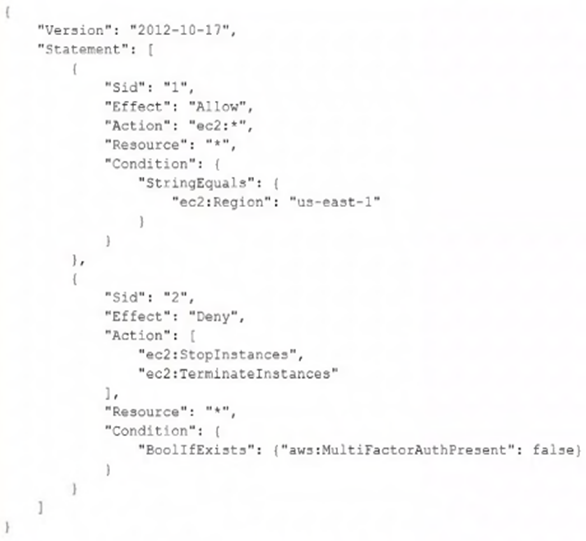 {
    "Version": "2012-10-17",
    "Statement": [
        {
            "Sid": "1",
            "Effect": "Allow",
            "Action": "ec2:*",
            "Resource": "*",
            "Condition": {
                "StringEquals": {
                    "ec2:Region": "us-east-1"
                }
            }
        },
        {
            "Sid": "2",
            "Effect": "Deny",
            "Action": [
                "ec2:StopInstances",
                "ec2:TerminateInstances"
            ],
            "Resource": "*",
            "Condition": {
                "BoolIfExists": {"aws:MultiFactorAuthPresent": false}
            }
        }
    ]
}